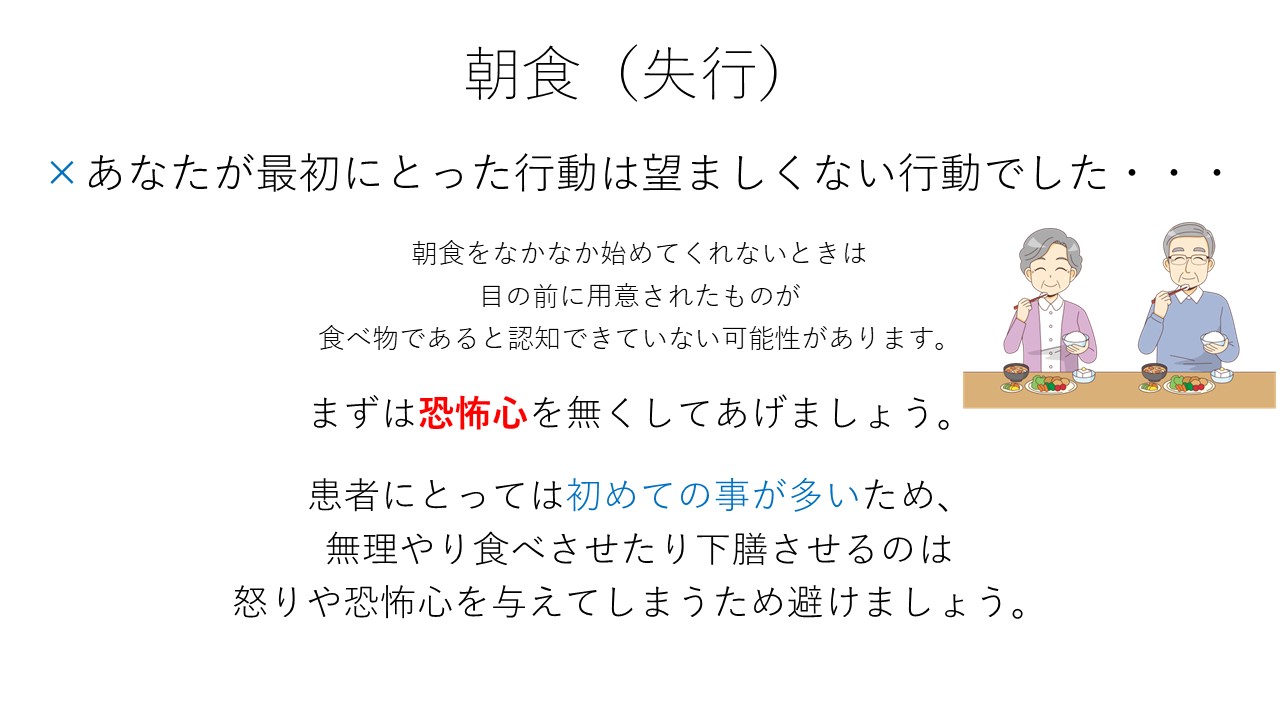 朝食（失行）
×あなたが最初にとった行動は望ましくない行動でした・・・
朝食をなかなか始めてくれないときは
目の前に用意されたものが
食べ物であると認知できていない可能性があります。
まずは恐怖心を無くしてあげましょう。
患者にとっては初めての事が多いため、
無理やり食べさせたり下膳させるのは
怒りや恐怖心を与えてしまうため避けましょう。